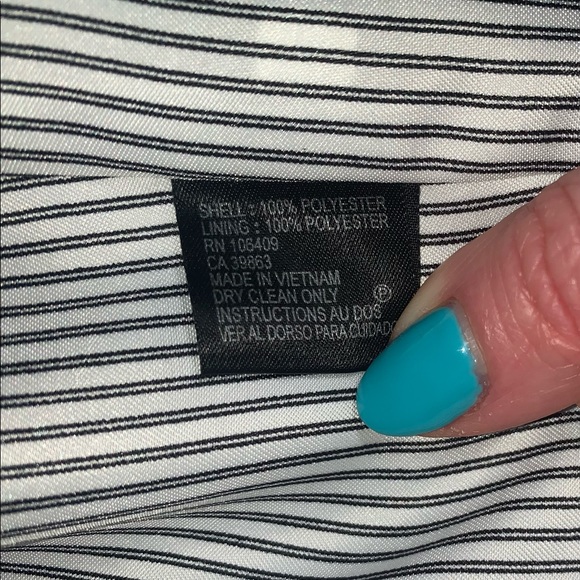 SHELL : 100% POLYESTER
LINING : 100% POLYESTER
RN 106409
CA 39863
MADE IN VIETNAM
DRY CLEAN ONLY Ⓟ
INSTRUCTIONS AU DOS
VER AL DORSO PARA CUIDADO